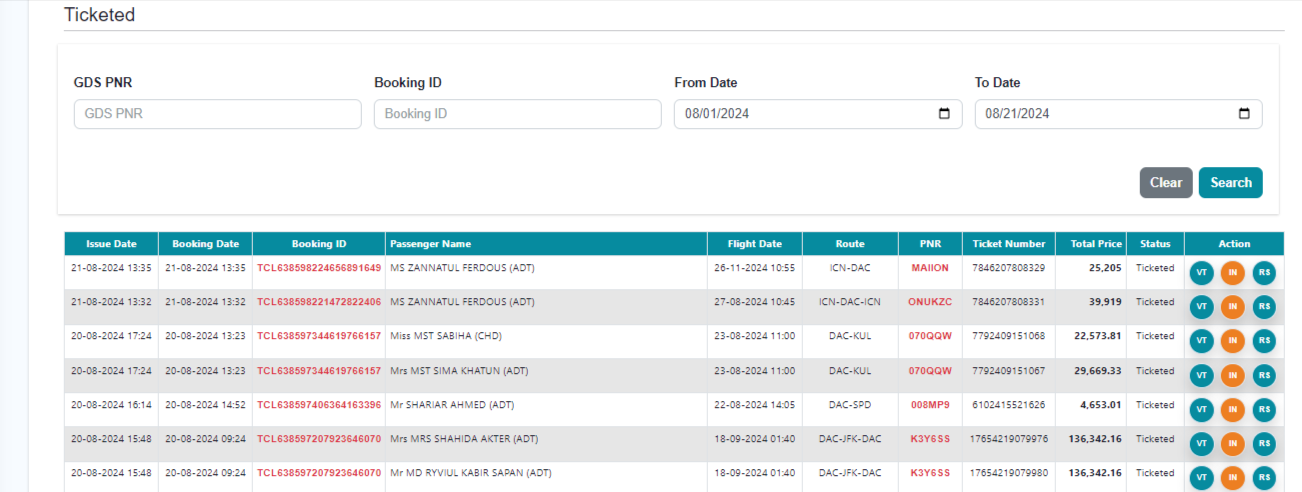 Ticketed
GDS PNR Booking ID From Date To Date
GDS PNR Booking ID 08/01/2024 08/21/2024
Clear Search
Issue Date Booking Date Booking ID Passenger Name Flight Date Route PNR Ticket Number Total Price Status Action
21-08-2024 13:35 21-08-2024 13:35 TCL638598224656891649 MS ZANNATUL FERDOUS (ADT) 26-11-2024 10:55 ICN-DAC MAIION 7846207808329 25,205 Ticketed VT IN RS
21-08-2024 13:32 21-08-2024 13:32 TCL638598221472822406 MS ZANNATUL FERDOUS (ADT) 27-08-2024 10:45 ICN-DAC-ICN ONUKZC 7846207808331 39,919 Ticketed VT IN RS
20-08-2024 17:24 20-08-2024 13:23 TCL638597344619766157 Miss MST SABIHA (CHD) 23-08-2024 11:00 DAC-KUL 070QQW 7792409151068 22,573.81 Ticketed VT IN RS
20-08-2024 17:24 20-08-2024 13:23 TCL638597344619766157 Mrs MST SIMA KHATUN (ADT) 23-08-2024 11:00 DAC-KUL 070QQW 7792409151067 29,669.33 Ticketed VT IN RS
20-08-2024 16:14 20-08-2024 14:52 TCL638597406364163396 Mr SHARIAR AHMED (ADT) 22-08-2024 14:05 DAC-SPD 008MP9 6102415521626 4,653.01 Ticketed VT IN RS
20-08-2024 15:48 20-08-2024 09:24 TCL638597207923646070 Mrs MRS SHAHIDA AKTER (ADT) 18-09-2024 01:40 DAC-JFK-DAC K3Y6SS 17654219079976 136,342.16 Ticketed VT IN RS
20-08-2024 15:48 20-08-2024 09:24 TCL638597207923646070 Mr MD RYVIUL KABIR SAPAN (ADT) 18-09-2024 01:40 DAC-JFK-DAC K3Y6SS 17654219079980 136,342.16 Ticketed VT IN RS